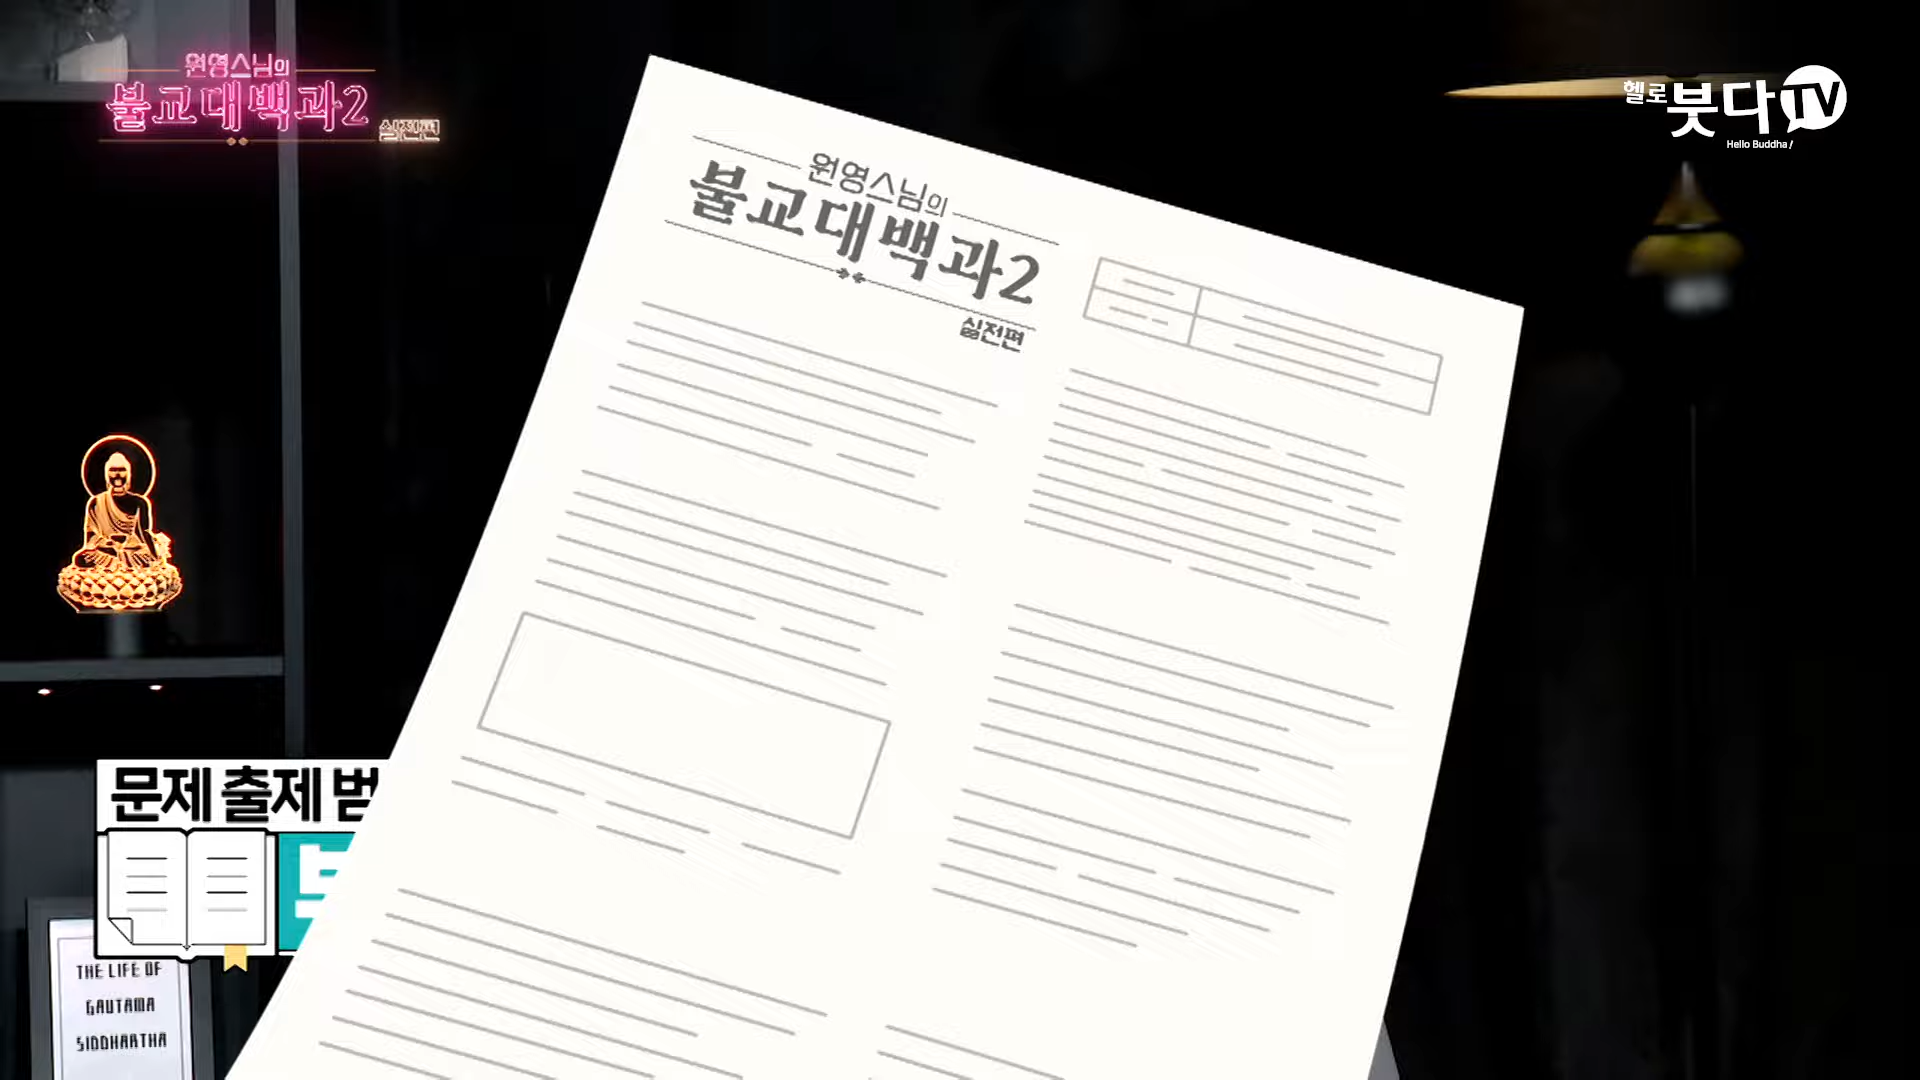 원영스님의
불교대백과2
실전편
헬로붓다TV
Hello Buddha!
원영스님의
불교대백과2
실전편
문제 출제 범
THE LIFE OF
GAUTAMA
SIDDHARTHA